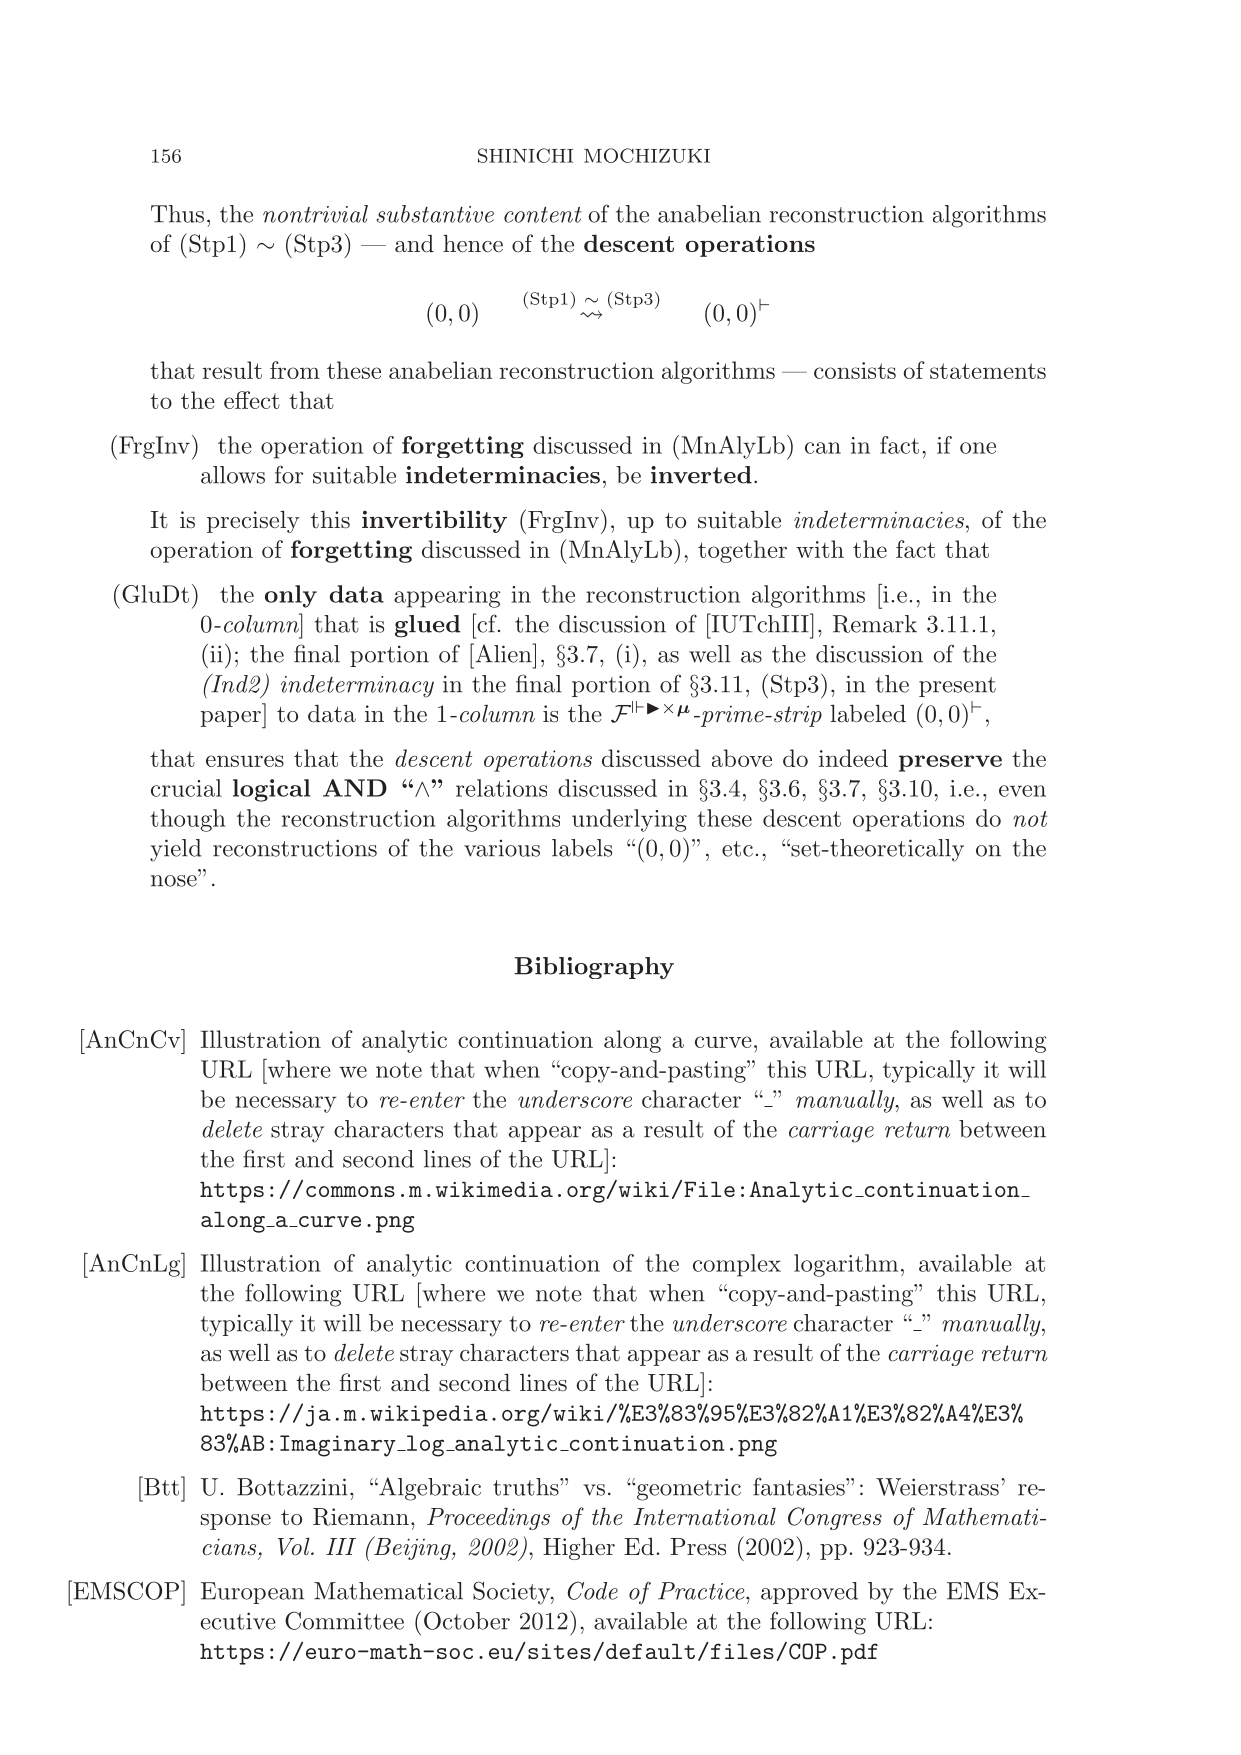 156
SHINICHI MOCHIZUKI
Thus, the nontrivial substantive content of the anabelian reconstruction algorithms
of (Stp1) ∼ (Stp3) — and hence of the descent operations
(0, 0) (Stp1) ∼ (Stp3) ⇝ (0, 0)⊢
that result from these anabelian reconstruction algorithms — consists of statements
to the effect that
(FrgInv) the operation of forgetting discussed in (MnAlyLb) can in fact, if one
allows for suitable indeterminacies, be inverted.
It is precisely this invertibility (FrgInv), up to suitable indeterminacies, of the
operation of forgetting discussed in (MnAlyLb), together with the fact that
(GluDt) the only data appearing in the reconstruction algorithms [i.e., in the
0-column] that is glued [cf. the discussion of [IUTchIII], Remark 3.11.1,
(ii); the final portion of [Alien], §3.7, (i), as well as the discussion of the
(Ind2) indeterminacy in the final portion of §3.11, (Stp3), in the present
paper] to data in the 1-column is the F⊩▶×μ-prime-strip labeled (0, 0)⊢,
that ensures that the descent operations discussed above do indeed preserve the
crucial logical AND “∧” relations discussed in §3.4, §3.6, §3.7, §3.10, i.e., even
though the reconstruction algorithms underlying these descent operations do not
yield reconstructions of the various labels “(0, 0)”, etc., “set-theoretically on the
nose”.
Bibliography
[AnCnCv] Illustration of analytic continuation along a curve, available at the following
URL [where we note that when “copy-and-pasting” this URL, typically it will
be necessary to re-enter the underscore character “_” manually, as well as to
delete stray characters that appear as a result of the carriage return between
the first and second lines of the URL]:
https://commons.m.wikimedia.org/wiki/File:Analytic_continuation_
along_a_curve.png
[AnCnLg] Illustration of analytic continuation of the complex logarithm, available at
the following URL [where we note that when “copy-and-pasting” this URL,
typically it will be necessary to re-enter the underscore character “_” manually,
as well as to delete stray characters that appear as a result of the carriage return
between the first and second lines of the URL]:
https://ja.m.wikipedia.org/wiki/%E3%83%95%E3%82%A1%E3%82%A4%E3%
83%AB:Imaginary_log_analytic_continuation.png
[Btt] U. Bottazzini, “Algebraic truths” vs. “geometric fantasies”: Weierstrass’ re-
sponse to Riemann, Proceedings of the International Congress of Mathemati-
cians, Vol. III (Beijing, 2002), Higher Ed. Press (2002), pp. 923-934.
[EMSCOP] European Mathematical Society, Code of Practice, approved by the EMS Ex-
ecutive Committee (October 2012), available at the following URL:
https://euro-math-soc.eu/sites/default/files/COP.pdf